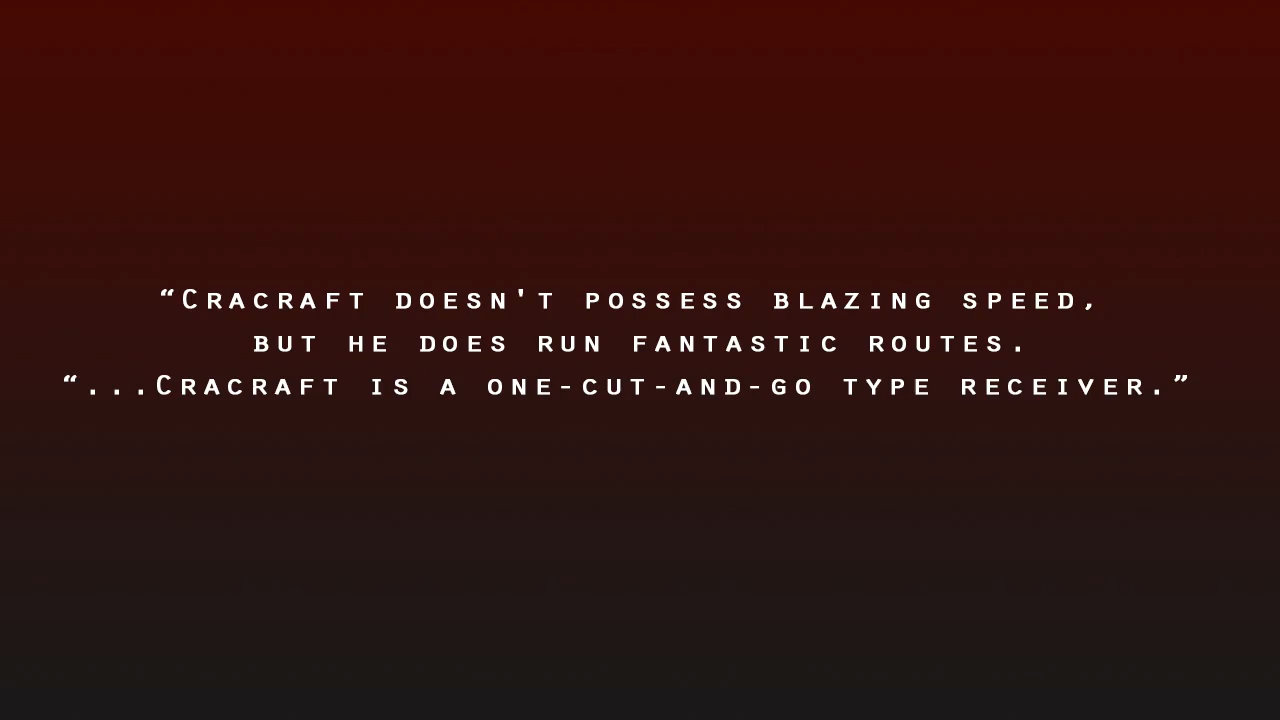 “Cracraft doesn't possess blazing speed,
but he does run fantastic routes.
“...Cracraft is a one-cut-and-go type receiver.”